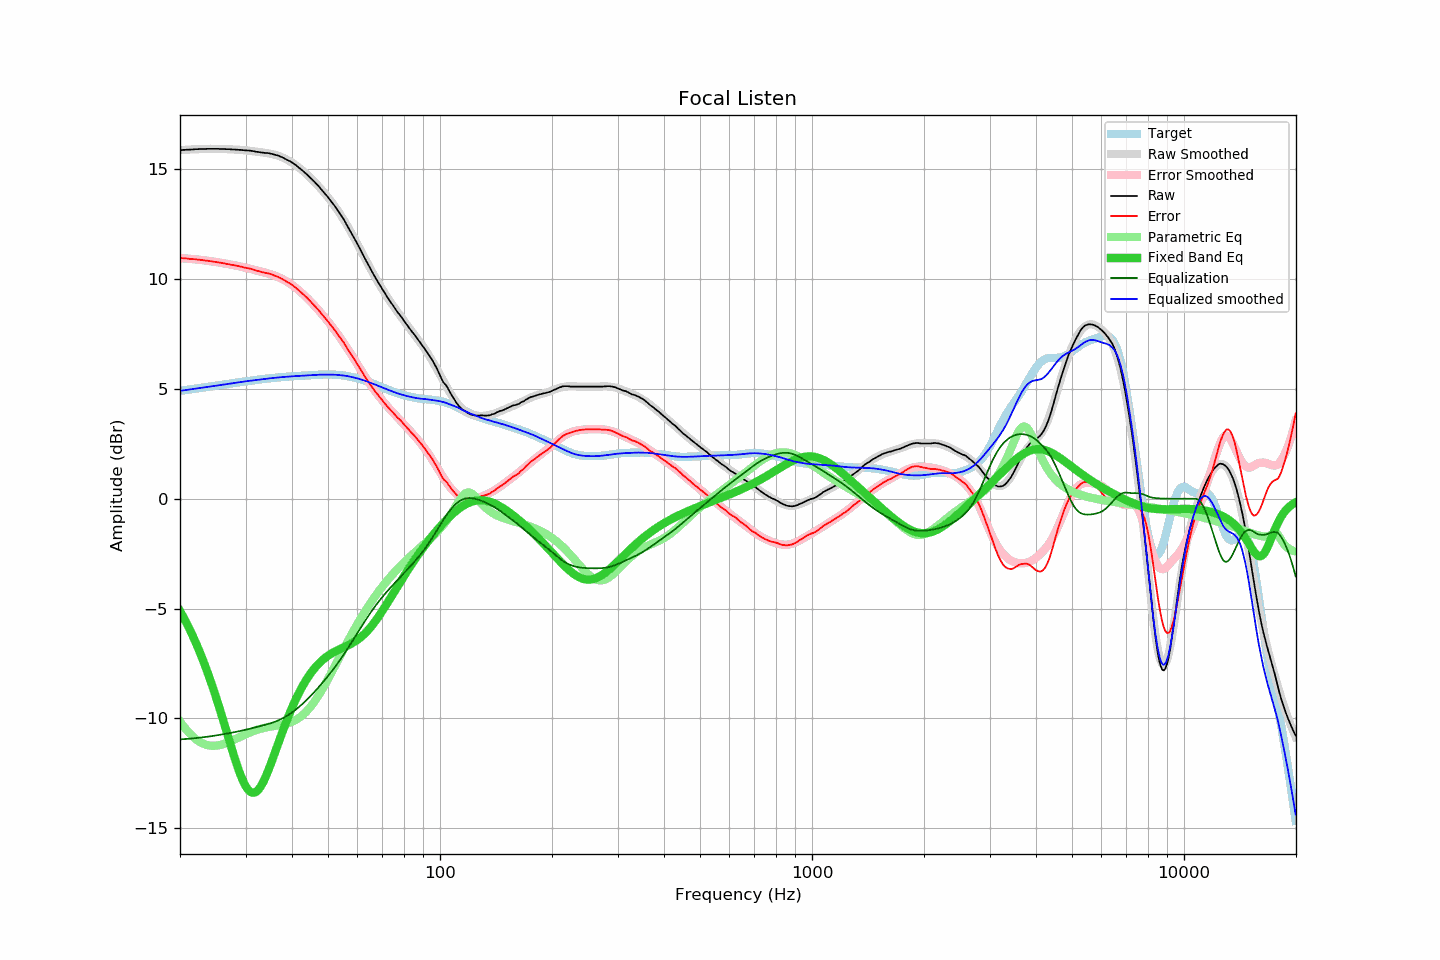 Focal Listen
Target
Raw Smoothed
Error Smoothed
Raw
Error
Parametric Eq
Fixed Band Eq
Equalization
Equalized smoothed
15
10
5
0
−5
−10
−15
Amplitude (dBr)
100
1000
10000
Frequency (Hz)